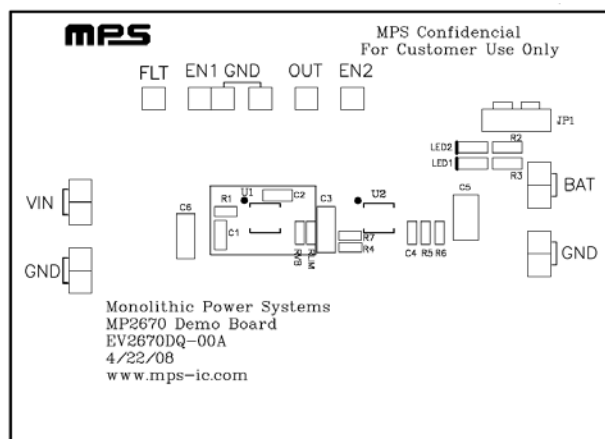 mps
MPS Confidencial
For Customer Use Only
FLT EN1 GND OUT EN2
JP1
LED2 R2
LED1 R3
BAT
VIN
C6
R1 U1 C2
C1
C3
U2
C5
RVB RLIM
R7
R4
C4 R5 R6
GND
GND
Monolithic Power Systems
MP2670 Demo Board
EV2670DQ-00A
4/22/08
www.mps-ic.com